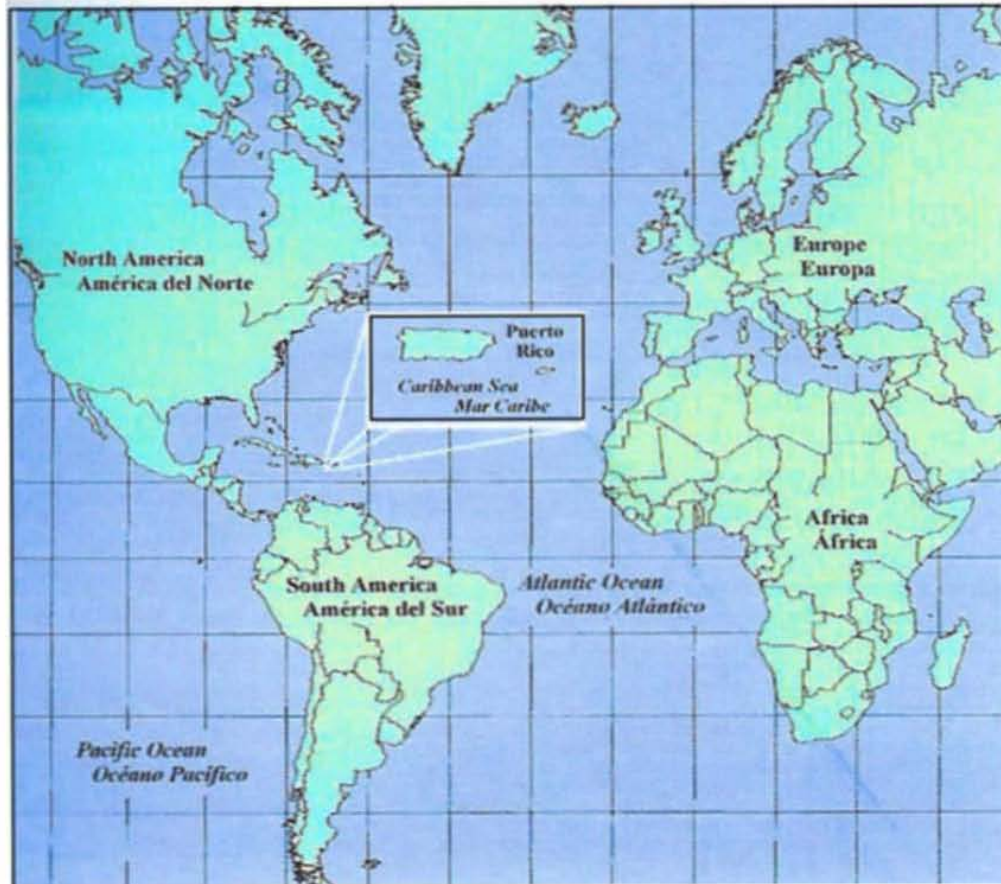 North America
América del Norte
Europe
Europa
Puerto
Rico
Caribbean Sea
Mar Caribe
Africa
África
South America
América del Sur
Atlantic Ocean
Océano Atlántico
Pacific Ocean
Océano Pacífico